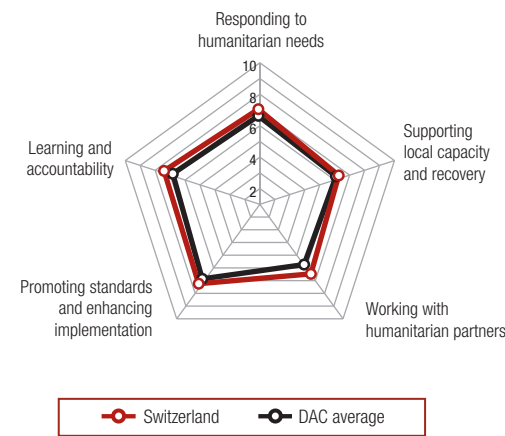 Responding to
humanitarian needs
10
8
6
4
2
Supporting
local capacity
and recovery
Learning and
accountability
Promoting standards
and enhancing
implementation
Working with
humanitarian partners
Switzerland
DAC average